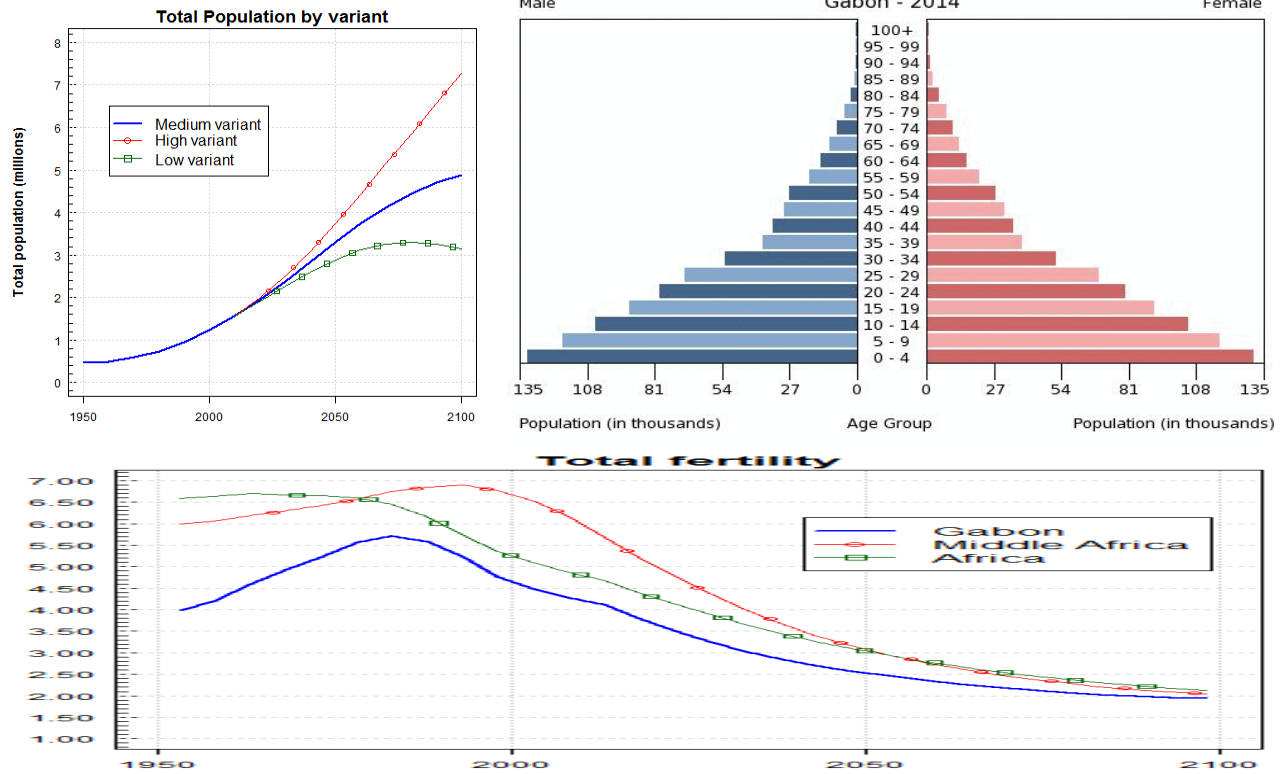 Total Population by variant
Total population (millions)
8
7
6
5
4
3
2
1
0
Medium variant
High variant
Low variant
1950 2000 2050 2100
Male Gabon - 2014 Female
100+
95 - 99
90 - 94
85 - 89
80 - 84
75 - 79
70 - 74
65 - 69
60 - 64
55 - 59
50 - 54
45 - 49
40 - 44
35 - 39
30 - 34
25 - 29
20 - 24
15 - 19
10 - 14
5 - 9
0 - 4
135 108 81 54 27 0 0 27 54 81 108 135
Population (in thousands) Age Group Population (in thousands)
Total fertility
7.00
6.50
6.00
5.50
5.00
4.50
4.00
3.50
3.00
2.50
2.00
1.50
1.00
Gabon
Middle Africa
Africa
1950 2000 2050 2100